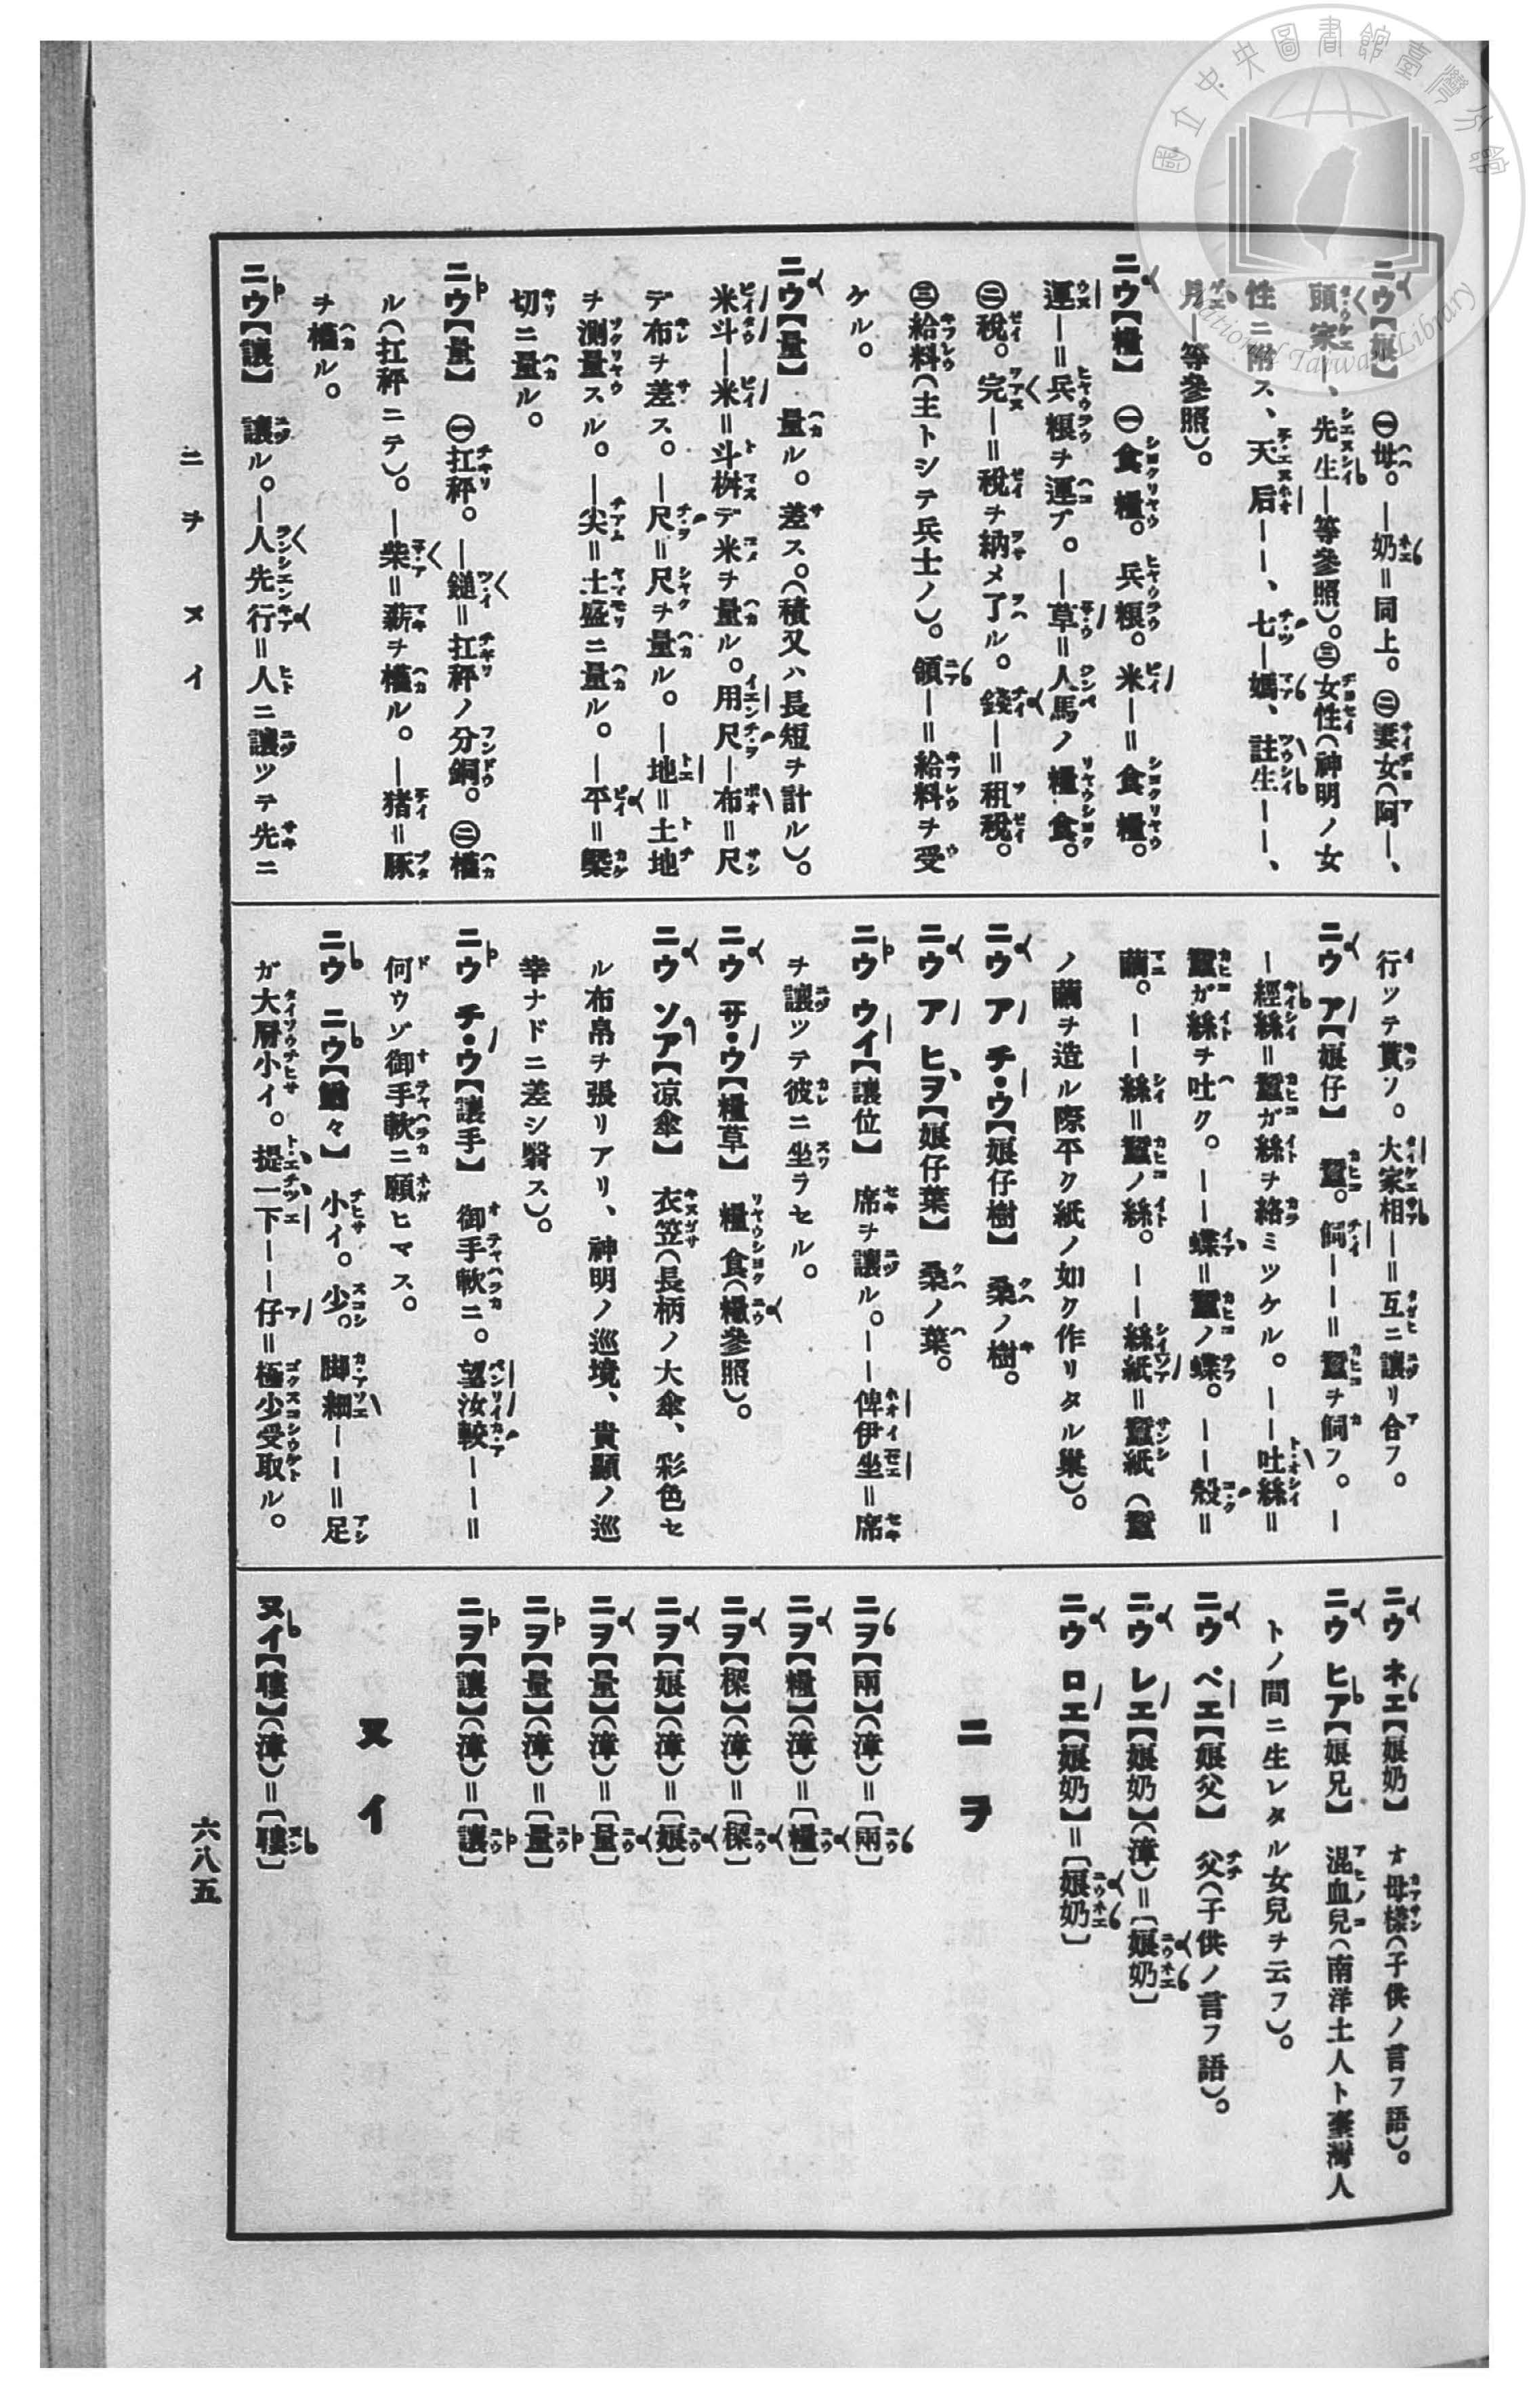 ニウ【娘】 ㊀母。—奶＝同上。㊁妻女(阿—、
頭家—、先生—等參照)。㊂女性(神明ノ女
性ニ附ス、天后——、七—媽、註生——、
月—等參照)。
ニウ【糧】 ㊀食糧。兵粮。米—＝食糧。
運—＝兵粮ヲ運ブ。—草＝人馬ノ糧食。
㊁稅。完—＝稅ヲ納メ了ル。錢—＝租稅。
㊂給料(主トシテ兵士ノ)。領—＝給料ヲ受
ケル。
ニウ【量】 量ル。差ス。(積又ハ長短ヲ計ル)。
米斗—米＝斗桝デ米ヲ量ル。用尺—布＝尺
デ布ヲ差ス。—尺＝尺ヲ量ル。—地＝土地
ヲ測量スル。—尖＝土盛ニ量ル。—平＝槩
切ニ量ル。
ニウ【量】 ㊀扛秤。—鎚＝扛秤ノ分銅。㊁權
ル(扛秤ニテ)。—柴＝薪ヲ權ル。—猪＝豚
ヲ權ル。
ニウ【讓】 讓ル。—人先行＝人ニ讓ツテ先ニ
行ツテ貰ソ。大家相—＝互ニ讓リ合フ。
ニウ ア【娘仔】 蠶。飼——＝蠶ヲ飼フ。—
—經絲＝蠶ガ絲ヲ絡ミツケル。——吐絲＝
蠶ガ絲ヲ吐ク。——蝶＝蠶ノ蝶。——殼＝
繭。——絲＝蠶ノ絲。——絲紙＝蠶紙(蠶
ノ繭ヲ造ル際平ク紙ノ如ク作リタル巢)。
ニウ ア チ・ウ【娘仔樹】 桑ノ樹。
ニウ ア ヒヲ【娘仔葉】 桑ノ葉。
ニウ ウイ【讓位】 席ヲ讓ル。——俾伊坐＝席
ヲ讓ツテ彼ニ坐ラセル。
ニウ サ・ウ【糧草】 糧食(糧參照)。
ニウ ソア【凉傘】 衣笠(長柄ノ大傘、彩色セ
ル布帛ヲ張リアリ、神明ノ巡境、貴顯ノ巡
幸ナドニ差シ翳ス)。
ニウ チ・ウ【讓手】 御手軟ニ。望汝較——＝
何ウゾ御手軟ニ願ヒマス。
ニウ ニウ【々】 小イ。少。脚細——＝足
ガ大層小イ。提一下——仔＝極少受取ル。
ニウ ネエ【娘奶】 オ母樣(子供ノ言フ語)。
ニウ ヒア【娘兄】 混血兒(南洋土人ト臺灣人
トノ間ニ生レタル女兒ヲ云フ)。
ニウ ペエ【娘父】 父(子供ノ言フ語)。
ニウ レエ【娘奶】(漳)＝〔娘奶〕
ニウ ロエ【娘奶】＝〔娘奶〕
ニヲ
ニヲ【兩】(漳)＝〔兩〕
ニヲ【糧】(漳)＝〔糧〕
ニヲ【樑】(漳)＝〔樑〕
ニヲ【娘】(漳)＝〔娘〕
ニヲ【量】(漳)＝〔量〕
ニヲ【量】(漳)＝〔量〕
ニヲ【讓】(漳)＝〔讓〕
ヌイ
ヌイ【】(漳)＝〔〕
ニヲ ヌイ
六八五
國立中央圖書館臺灣分館
National Taiwan Library